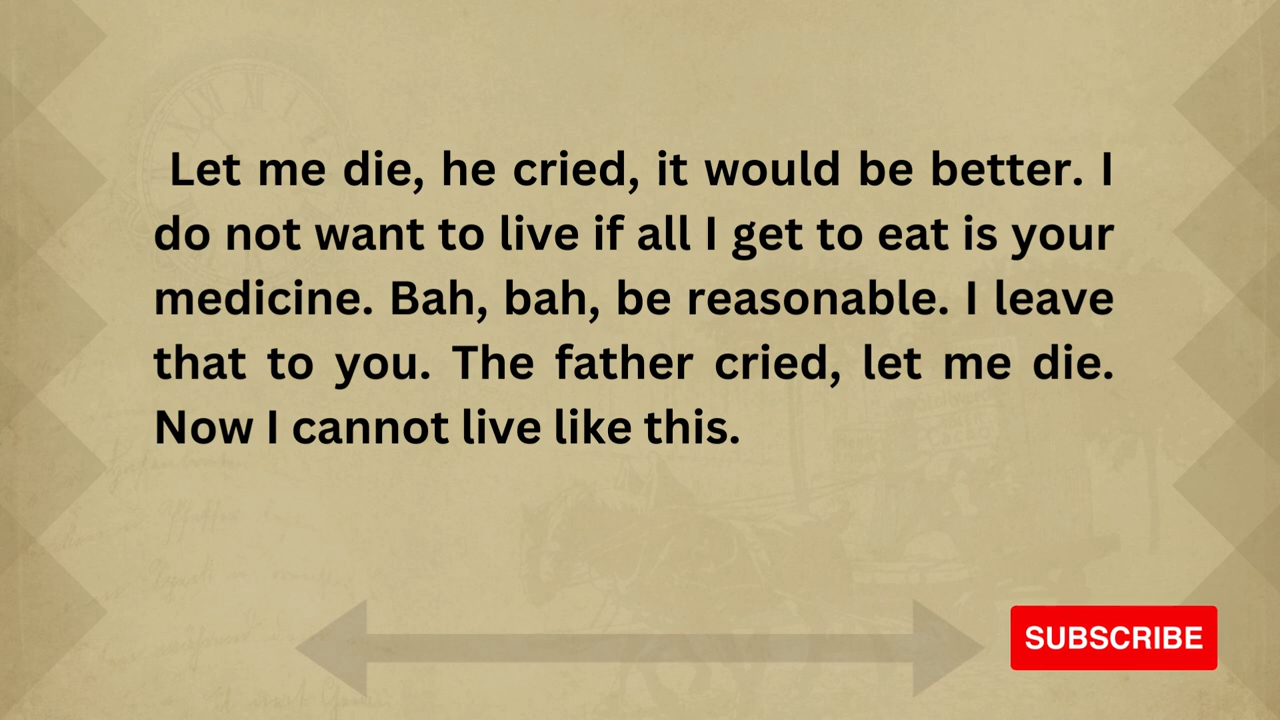 Let me die, he cried, it would be better. I
do not want to live if all I get to eat is your
medicine. Bah, bah, be reasonable. I leave
that to you. The father cried, let me die.
Now I cannot live like this.
SUBSCRIBE